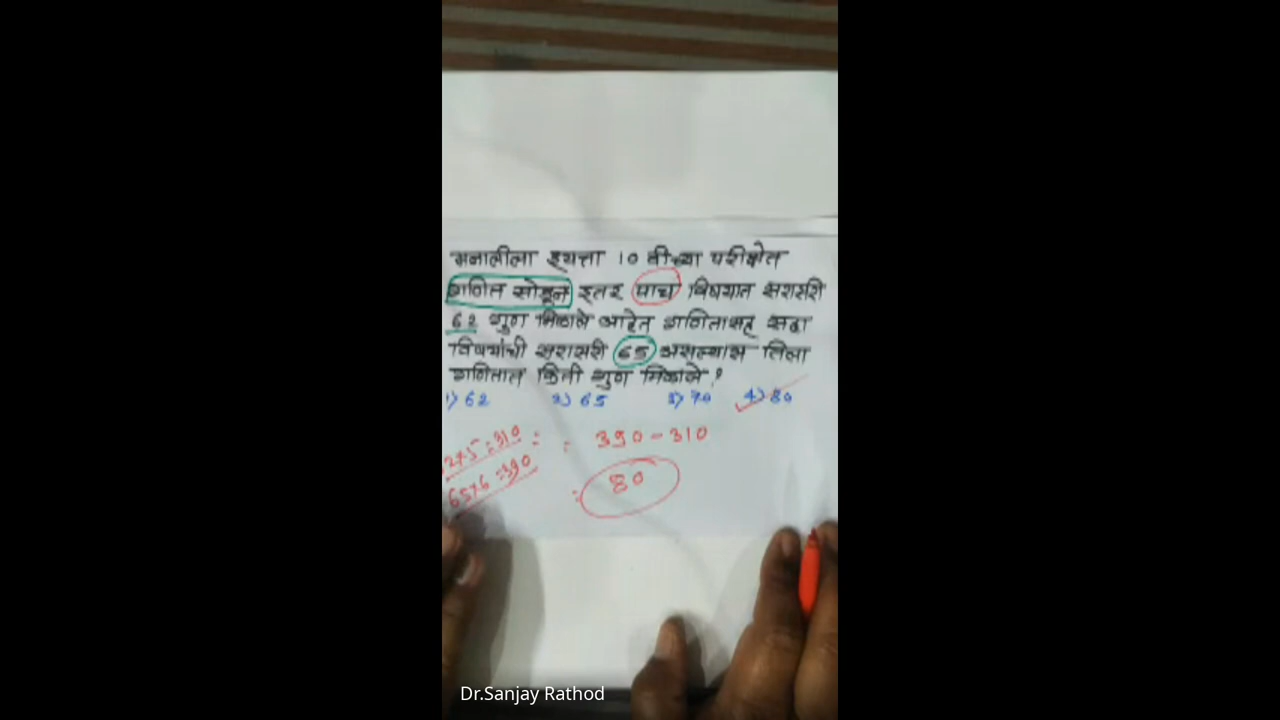 मनालीला इयत्ता 10 वीच्या परीक्षेत
गणित सोडून इतर पाच विषयात सरासरी
62 गुण मिळाले आहेत गणितासह सहा
विषयांची सरासरी 65 असल्यास तिला
गणितात किती गुण मिळाले ?
1) 62 2) 65 3) 70 4) 80
2×5 = 310 : : 390 - 310
65×6 = 390 : 80
Dr.Sanjay Rathod